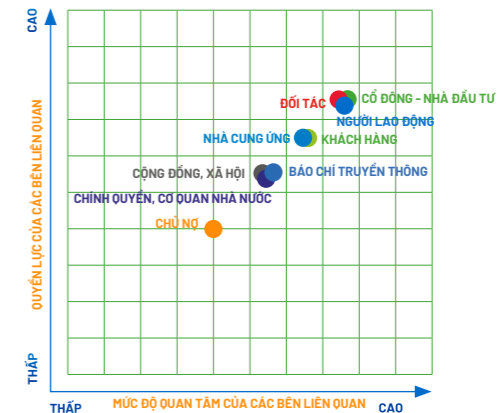 CAO
QUYỀN LỰC CỦA CÁC BÊN LIÊN QUAN
THẤP
ĐỐI TÁC
CỔ ĐÔNG - NHÀ ĐẦU TƯ
NGƯỜI LAO ĐỘNG
NHÀ CUNG ỨNG
KHÁCH HÀNG
CỘNG ĐỒNG, XÃ HỘI
BÁO CHÍ TRUYỀN THÔNG
CHÍNH QUYỀN, CƠ QUAN NHÀ NƯỚC
CHỦ NỢ
THẤP
MỨC ĐỘ QUAN TÂM CỦA CÁC BÊN LIÊN QUAN
CAO